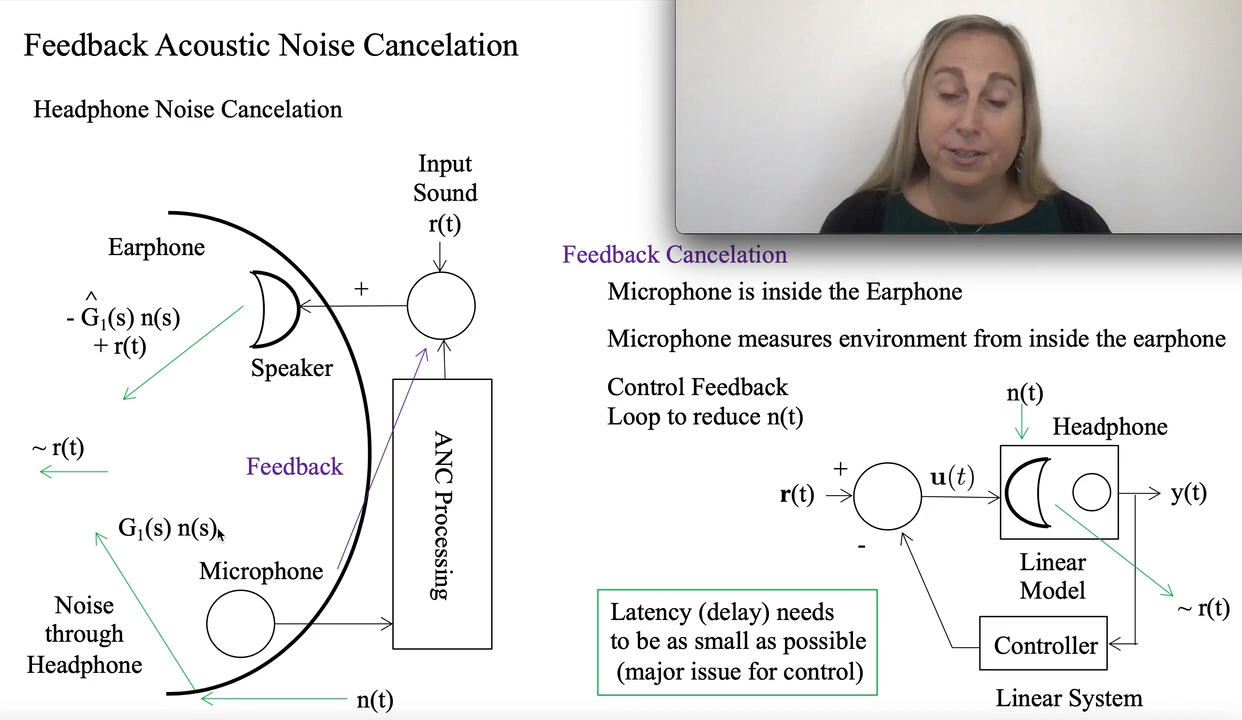 Feedback Acoustic Noise Cancelation
Headphone Noise Cancelation
Input
Sound
r(t)
Earphone
+
^
- G₁(s) n(s)
+ r(t)
Speaker
~ r(t)
Feedback
ANC Processing
G₁(s) n(s)
Microphone
Noise
through
Headphone
n(t)
Feedback Cancelation
Microphone is inside the Earphone
Microphone measures environment from inside the earphone
Control Feedback
Loop to reduce n(t)
n(t)
Headphone
+
r(t)
u(t)
y(t)
-
Linear
Model
~ r(t)
Controller
Linear System
Latency (delay) needs
to be as small as possible
(major issue for control)